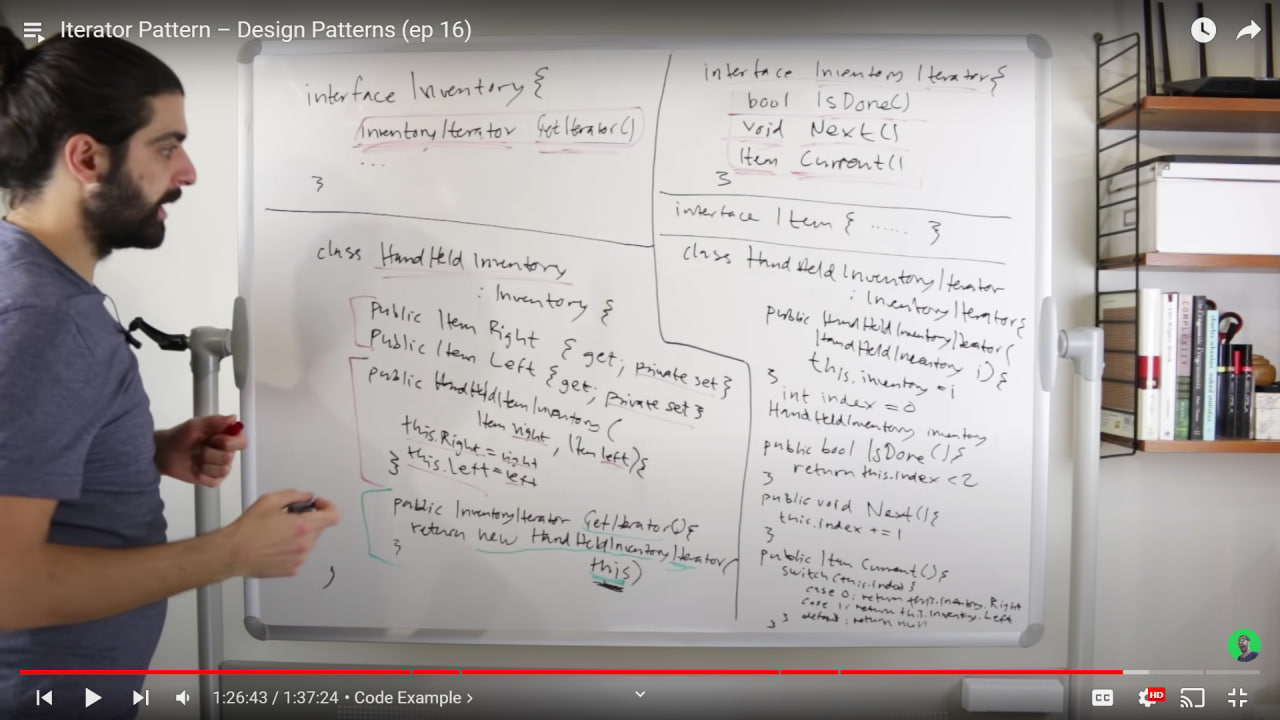 Iterator Pattern – Design Patterns (ep 16)
interface Inventory {
InventoryIterator GetIterator()
...
}
interface InventoryIterator {
bool IsDone()
void Next()
Item Current()
}
interface Item { ...... }
class HandHeldInventory
: Inventory {
public Item Right { get; private set }
Public Item Left { get; private set }
public HandHeldItemInventory (
Item right, Item left){
this.Right = right
this.Left = left
}
public InventoryIterator GetIterator(){
return new HandHeldInventoryIterator(
this)
}
}
class HandHeldInventoryIterator
: InventoryIterator {
public HandHeldInventoryIterator(
HandHeldInventory i) {
this.inventory = i
}
int index = 0
HandHeldInventory inventory
public bool IsDone () {
return this.index < 2
}
public void Next() {
this.index += 1
}
public Item Current() {
switch (this.index) {
case 0: return this.inventory.Right
case 1: return this.inventory.Left
default: return null
} }
COMPLEXITY
1:26:43 / 1:37:24 • Code Example >
CC
HD